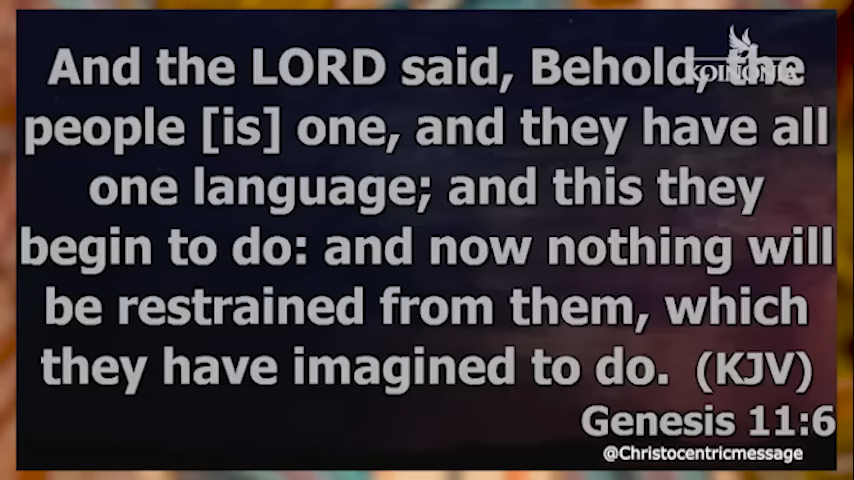 And the LORD said, Behold, the
KOINONIA
people [is] one, and they have all
one language; and this they
begin to do: and now nothing will
be restrained from them, which
they have imagined to do. (KJV)
Genesis 11:6
@Christocentricmessage